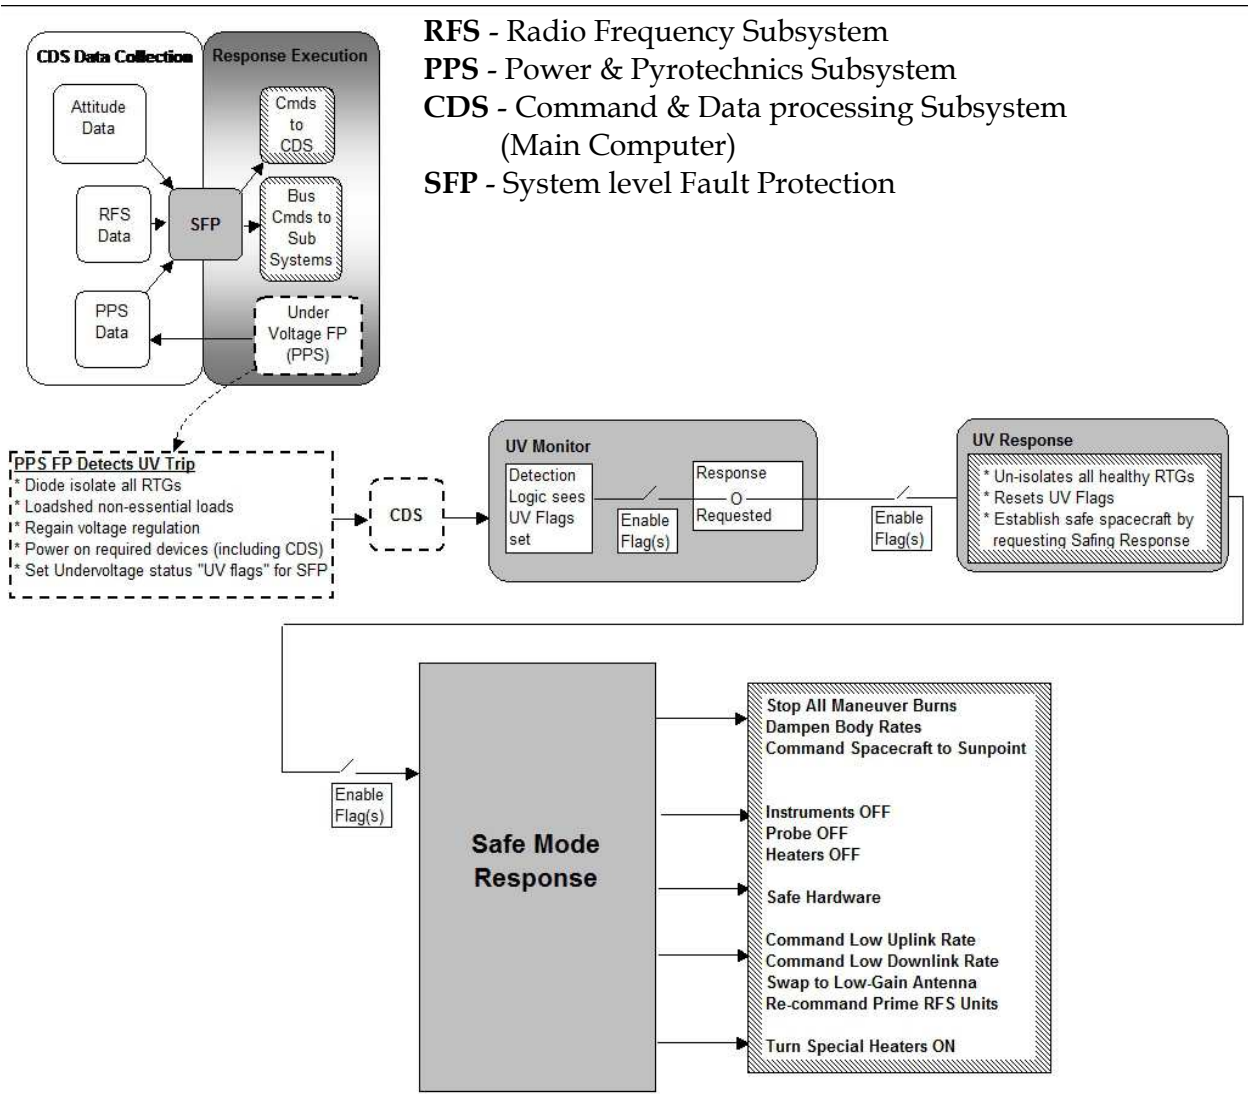 RFS - Radio Frequency Subsystem
PPS - Power & Pyrotechnics Subsystem
CDS - Command & Data processing Subsystem
(Main Computer)
SFP - System level Fault Protection
CDS Data Collection
Response Execution
Attitude
Data
RFS
Data
PPS
Data
SFP
Cmds
to
CDS
Bus
Cmds to
Sub
Systems
Under
Voltage FP
(PPS)
PPS FP Detects UV Trip
* Diode isolate all RTGs
* Loadshed non-essential loads
* Regain voltage regulation
* Power on required devices (including CDS)
* Set Undervoltage status "UV flags" for SFP
CDS
UV Monitor
Detection
Logic sees
UV Flags
set
Enable
Flag(s)
Response
O
Requested
Enable
Flag(s)
UV Response
* Un-isolates all healthy RTGs
* Resets UV Flags
* Establish safe spacecraft by
requesting Safing Response
Enable
Flag(s)
Safe Mode
Response
Stop All Maneuver Burns
Dampen Body Rates
Command Spacecraft to Sunpoint
Instruments OFF
Probe OFF
Heaters OFF
Safe Hardware
Command Low Uplink Rate
Command Low Downlink Rate
Swap to Low-Gain Antenna
Re-command Prime RFS Units
Turn Special Heaters ON